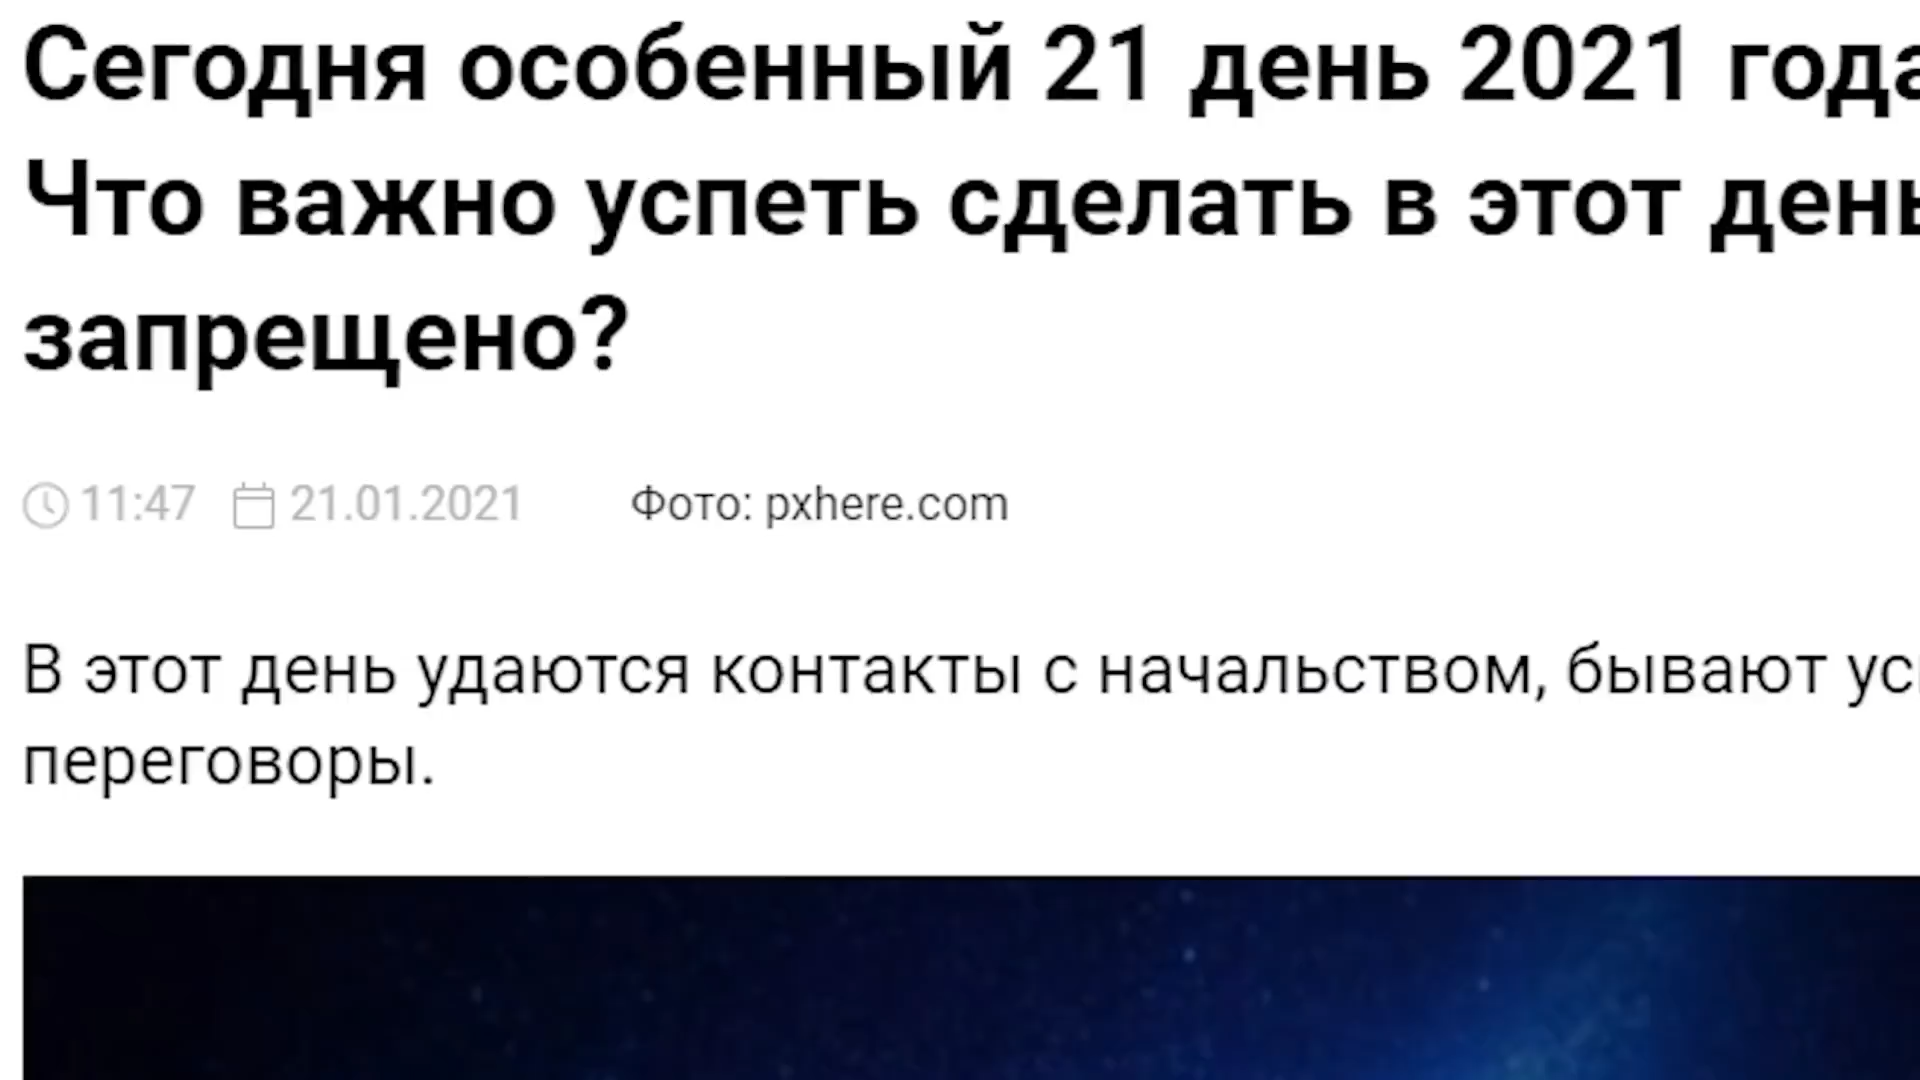 Сегодня особенный 21 день 2021 года
Что важно успеть сделать в этот день
запрещено?
11:47 21.01.2021 Фото: pxhere.com
В этот день удаются контакты с начальством, бывают
переговоры.